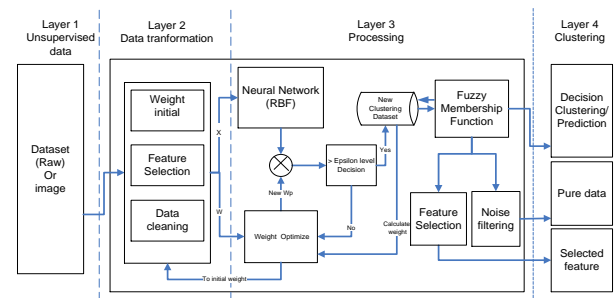 Layer 1
Unsupervised
data
Layer 2
Data tranformation
Layer 3
Processing
Layer 4
Clustering
Dataset
(Raw)
Or
image
Weight
initial
Feature
Selection
Data
cleaning
X
W
Neural Network
(RBF)
New Wp
Weight Optimize
To initial weight
> Epsilon level
Decision
Yes
No
New
Clustering
Dataset
Calculate
weight
Fuzzy
Membership
Function
Feature
Selection
Noise
filtering
Decision
Clustering/
Prediction
Pure data
Selected
feature